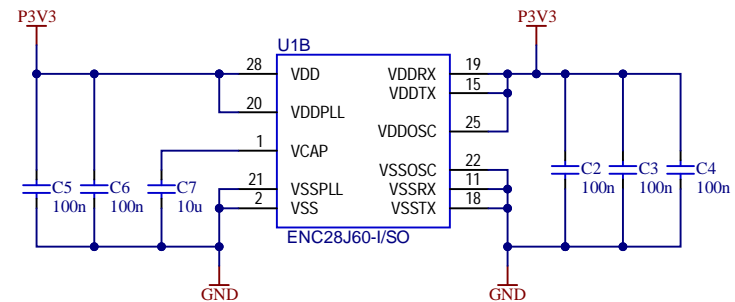 P3V3
P3V3
U1B
28 VDD VDDRX 19
VDDTX 15
20 VDDPLL
VDDOSC 25
1 VCAP
VSSOSC 22
21 VSSPLL VSSRX 11
2 VSS VSSTX 18
C5 C6 C7 C2 C3 C4
100n 100n 10u 100n 100n 100n
ENC28J60-I/SO
GND
GND